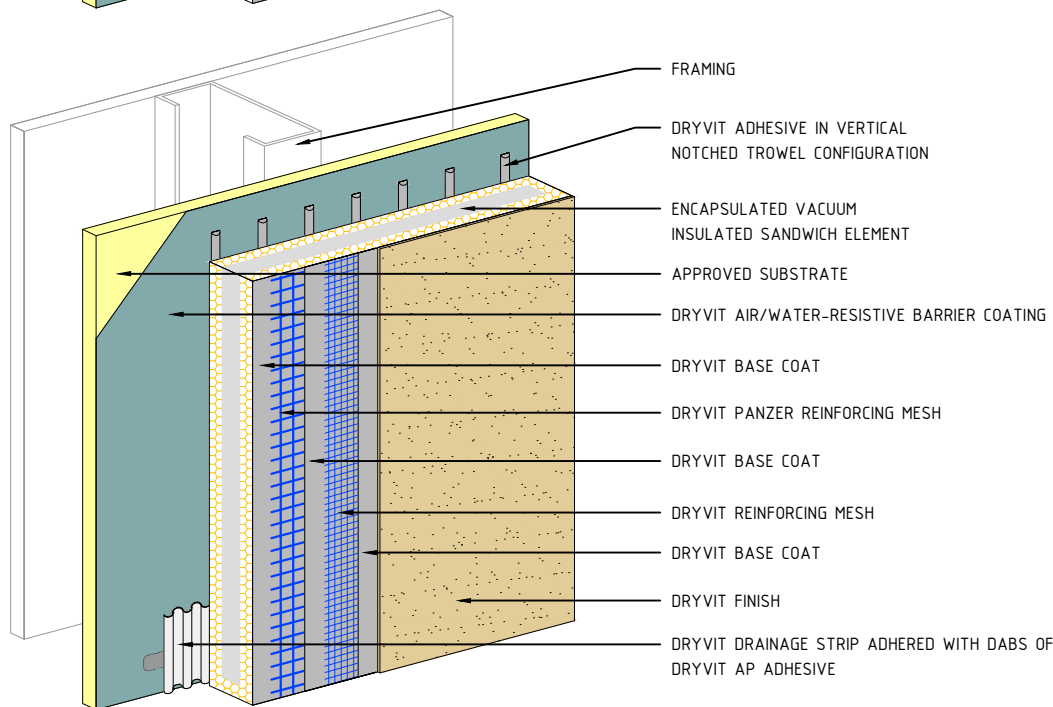 FRAMING
DRYVIT ADHESIVE IN VERTICAL
NOTCHED TROWEL CONFIGURATION
ENCAPSULATED VACUUM
INSULATED SANDWICH ELEMENT
APPROVED SUBSTRATE
DRYVIT AIR/WATER-RESISTIVE BARRIER COATING
DRYVIT BASE COAT
DRYVIT PANZER REINFORCING MESH
DRYVIT BASE COAT
DRYVIT REINFORCING MESH
DRYVIT BASE COAT
DRYVIT FINISH
DRYVIT DRAINAGE STRIP ADHERED WITH DABS OF
DRYVIT AP ADHESIVE